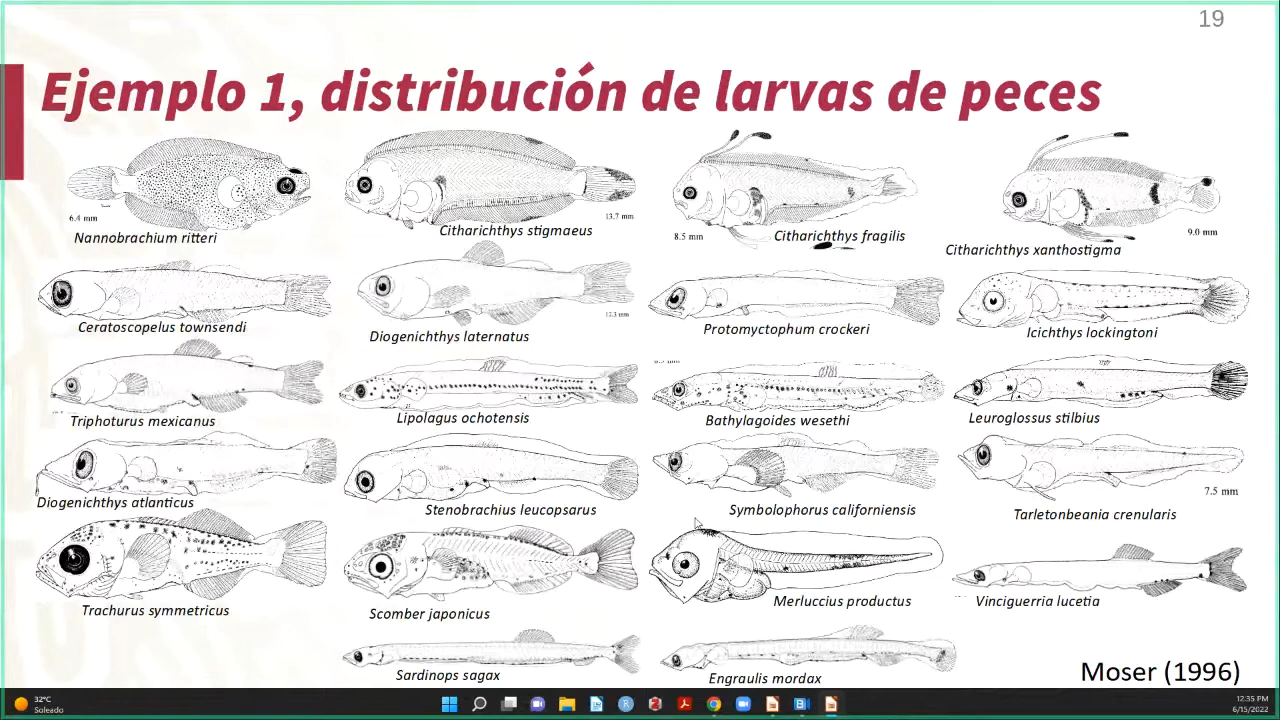 19
Ejemplo 1, distribución de larvas de peces
6.4 mm
Nannobrachium ritteri
13.7 mm
Citharichthys stigmaeus
8.5 mm
Citharichthys fragilis
9.0 mm
Citharichthys xanthostigma
Ceratoscopelus townsendi
12.3 mm
Diogenichthys laternatus
Protomyctophum crockeri
Icichthys lockingtoni
Triphoturus mexicanus
Lipolagus ochotensis
Bathylagoides wesethi
Leuroglossus stilbius
Diogenichthys atlanticus
Stenobrachius leucopsarus
Symbolophorus californiensis
7.5 mm
Tarletonbeania crenularis
Trachurus symmetricus
Scomber japonicus
Merluccius productus
Vinciguerria lucetia
Sardinops sagax
Engraulis mordax
Moser (1996)
32°C
Soleado
12:35 PM
6/15/2022